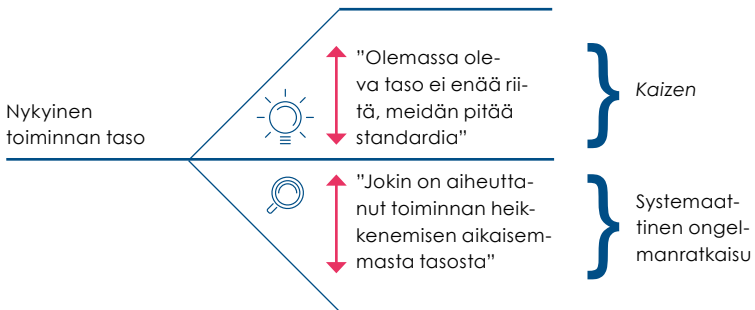 Nykyinen
toiminnan taso
”Olemassa ole-
va taso ei enää rii-
tä, meidän pitää
standardia”
Kaizen
”Jokin on aiheutta-
nut toiminnan heik-
kenemisen aikaisem-
masta tasosta”
Systemaat-
tinen ongel-
manratkaisu